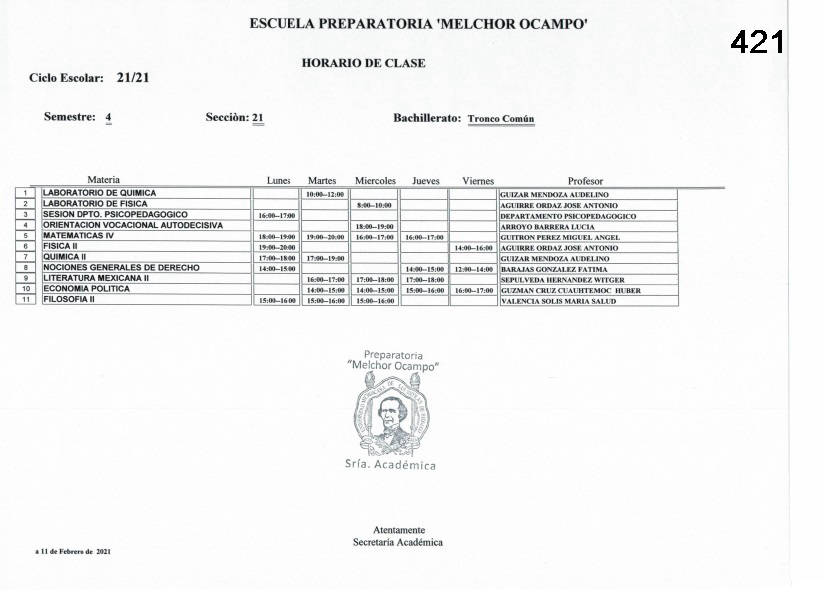 ESCUELA PREPARATORIA 'MELCHOR OCAMPO'
421
HORARIO DE CLASE
Ciclo Escolar: 21/21
Semestre: 4 Secciòn: 21 Bachillerato: Tronco Común
Materia Lunes Martes Miercoles Jueves Viernes Profesor
1 LABORATORIO DE QUIMICA 10:00--12:00 GUIZAR MENDOZA AUDELINO
2 LABORATORIO DE FISICA 8:00--10:00 AGUIRRE ORDAZ JOSE ANTONIO
3 SESION DPTO. PSICOPEDAGOGICO 16:00--17:00 DEPARTAMENTO PSICOPEDAGOGICO
4 ORIENTACION VOCACIONAL AUTODECISIVA 18:00--19:00 ARROYO BARRERA LUCIA
5 MATEMATICAS IV 18:00--19:00 19:00--20:00 16:00--17:00 16:00--17:00 GUITRON PEREZ MIGUEL ANGEL
6 FISICA II 19:00--20:00 14:00--16:00 AGUIRRE ORDAZ JOSE ANTONIO
7 QUIMICA II 17:00--18:00 17:00--19:00 GUIZAR MENDOZA AUDELINO
8 NOCIONES GENERALES DE DERECHO 14:00--15:00 14:00--15:00 12:00--14:00 BARAJAS GONZALEZ FATIMA
9 LITERATURA MEXICANA II 16:00--17:00 17:00--18:00 17:00--18:00 SEPULVEDA HERNANDEZ WITGER
10 ECONOMIA POLITICA 14:00--15:00 14:00--15:00 15:00--16:00 16:00--17:00 GUZMAN CRUZ CUAUHTEMOC HUBER
11 FILOSOFIA II 15:00--16:00 15:00--16:00 15:00--16:00 VALENCIA SOLIS MARIA SALUD
Preparatoria
"Melchor Ocampo"
Sría. Académica
Atentamente
Secretaría Académica
a 11 de Febrero de 2021